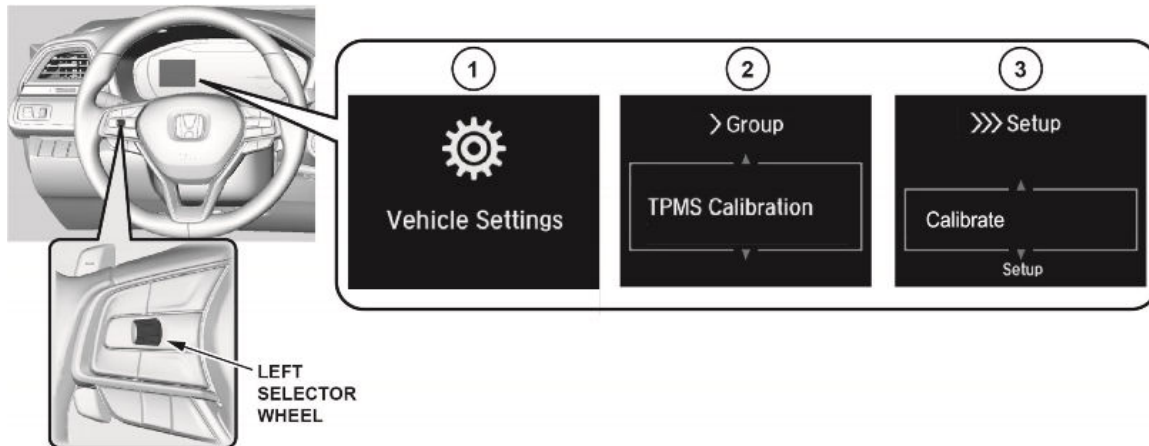 1
2
3
Vehicle Settings
> Group
TPMS Calibration
>>> Setup
Calibrate
Setup
LEFT
SELECTOR
WHEEL